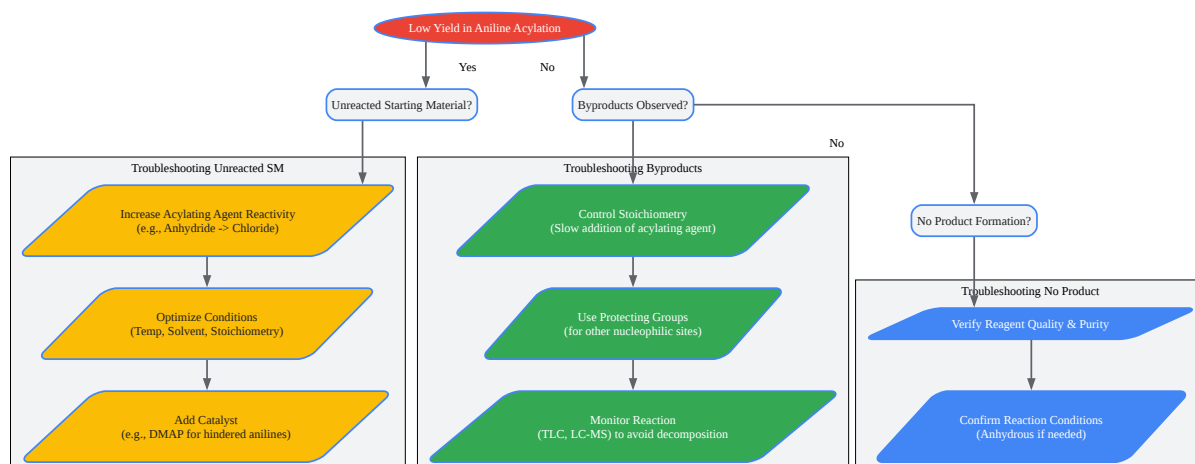 Low Yield in Aniline Acylation
Yes
No
Unreacted Starting Material?
Byproducts Observed?
No
Troubleshooting Unreacted SM
Troubleshooting Byproducts
Increase Acylating Agent Reactivity
(e.g., Anhydride -> Chloride)
Control Stoichiometry
(Slow addition of acylating agent)
No Product Formation?
Troubleshooting No Product
Optimize Conditions
(Temp, Solvent, Stoichiometry)
Use Protecting Groups
(for other nucleophilic sites)
Verify Reagent Quality & Purity
Add Catalyst
(e.g., DMAP for hindered anilines)
Monitor Reaction
(TLC, LC-MS) to avoid decomposition
Confirm Reaction Conditions
(Anhydrous if needed)